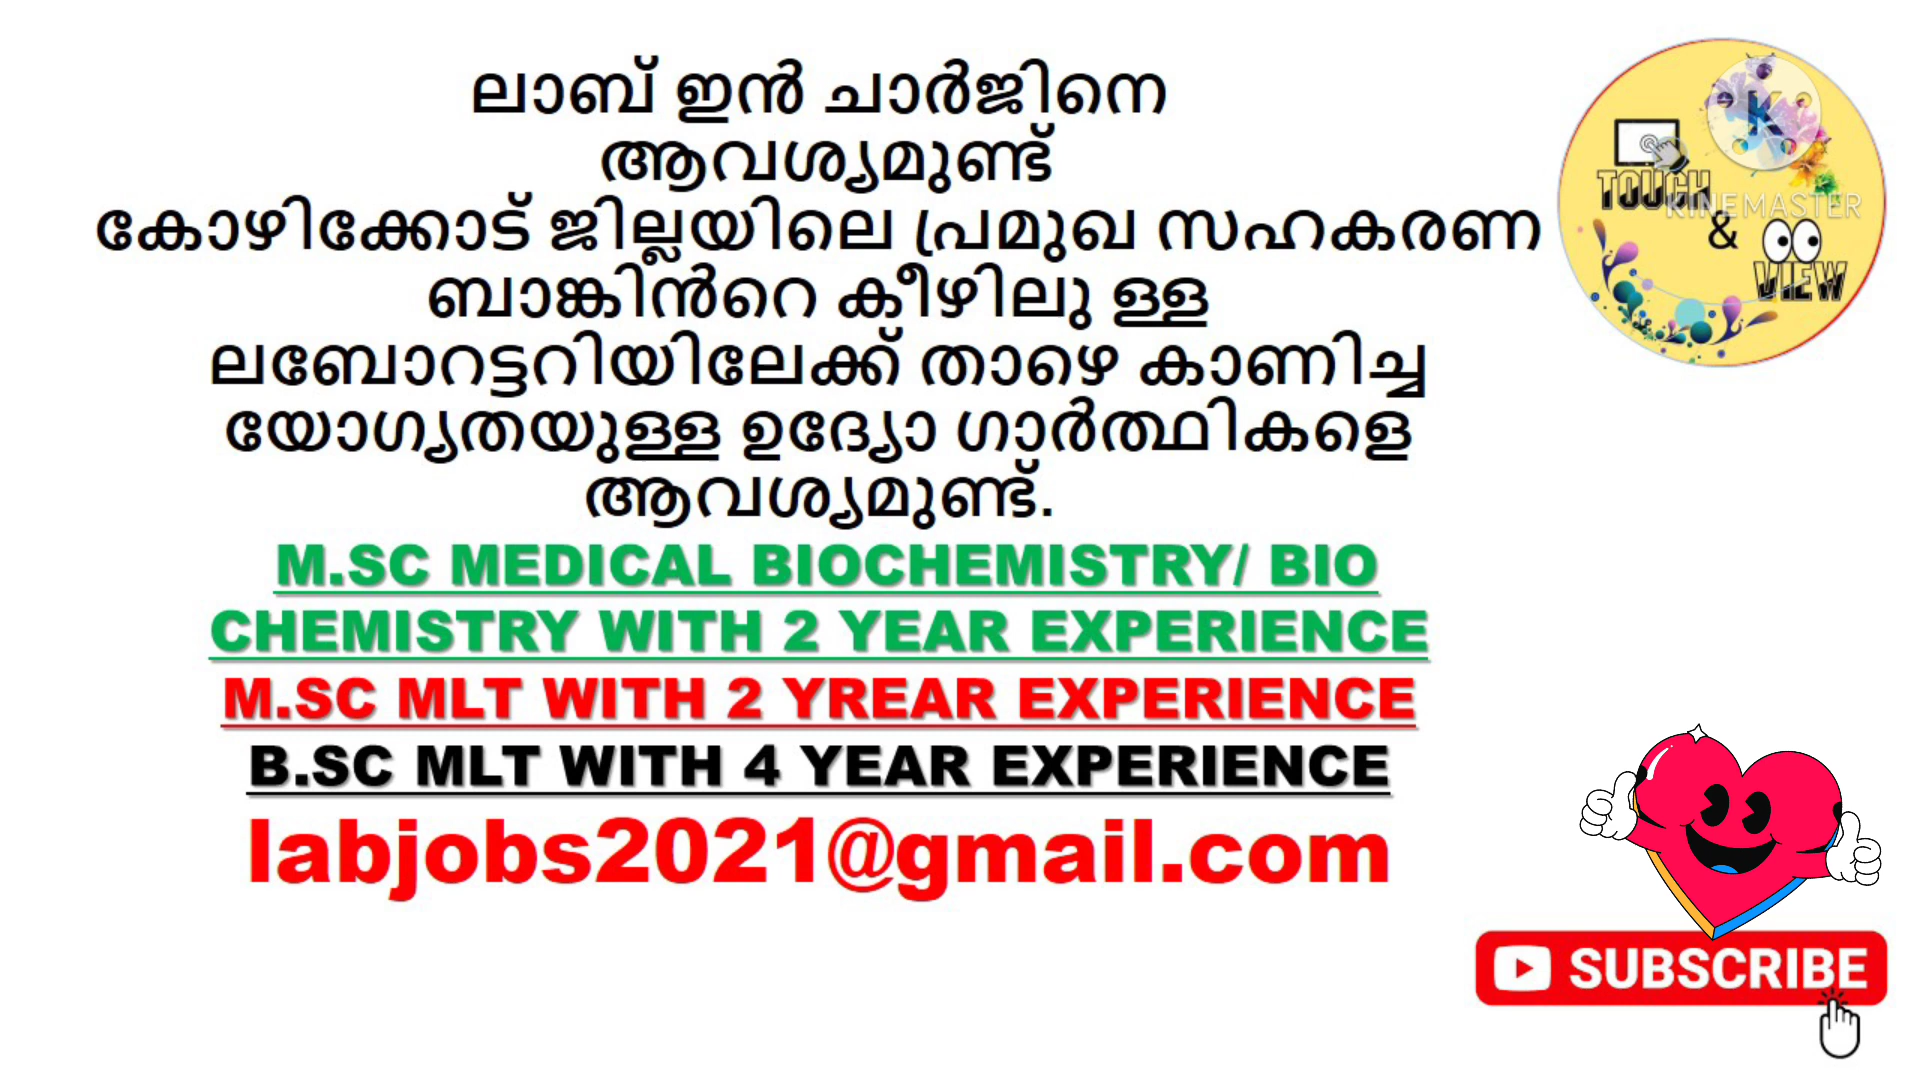 ലാബ് ഇൻ ചാർജിനെ
ആവശ്യമുണ്ട്
കോഴിക്കോട് ജില്ലയിലെ പ്രമുഖ സഹകരണ
ബാങ്കിൻറെ കീഴിലു ള്ള
ലബോറട്ടറിയിലേക്ക് താഴെ കാണിച്ച
യോഗ്യതയുള്ള ഉദ്യോ ഗാർത്ഥികളെ
ആവശ്യമുണ്ട്.
M.SC MEDICAL BIOCHEMISTRY/ BIO
CHEMISTRY WITH 2 YEAR EXPERIENCE
M.SC MLT WITH 2 YREAR EXPERIENCE
B.SC MLT WITH 4 YEAR EXPERIENCE
labjobs2021@gmail.com
K
TOUCH
KINEMASTER
&
VIEW
SUBSCRIBE